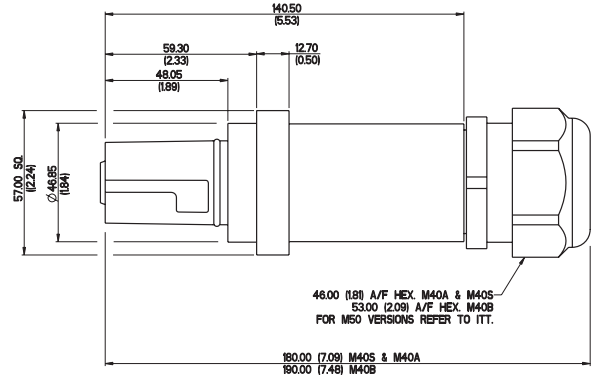 140.50
(5.53)
59.30
(2.33)
12.70
(0.50)
48.05
(1.89)
57.00 SQ.
((2.24)
Ø46.85
(1.84)
46.00 (1.81) A/F HEX. M40A & M40S
53.00 (2.09) A/F HEX. M40B
FOR M50 VERSIONS REFER TO ITT.
180.00 (7.09) M40S & M40A
190.00 (7.48) M40B